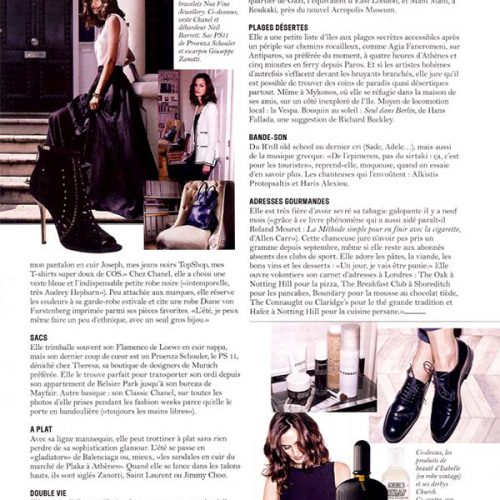 bracelets Noa Fine
Jewellery. Ci-dessous,
veste Chanel et
débardeur Neil
Barrett. Sac PS11
de Proenza Schouler
et escarpin Giuseppe
Zanotti.
mon pantalon en cuir Joseph, mes jeans noirs TopShop, mes
T-shirts super doux de COS.» Chez Chanel, elle a choisi une
veste bleue et l'indispensable petite robe noire («intemporelle,
très Audrey Hepburn»). Peu attachée aux marques, elle réserve
les couleurs à sa garde-robe estivale et cite une robe Diane von
Furstenberg imprimée parmi ses pièces favorites. «L'été, je peux
même faire un peu d'ethnique, avec un seul gros bijou.»
SACS
Elle trimballe souvent son Flamenco de Loewe en cuir nappa,
mais son dernier coup de cœur est un Proenza Schouler, le PS 11,
déniché chez Theresa, sa boutique de designers de Munich
préférée. Elle le trouve parfait pour transporter son ordi depuis
son appartement de Belsize Park jusqu'à son bureau de
Mayfair. Autre basique : son Classic Chanel, sur toutes les
photos d'elle prises pendant les fashion weeks parce qu'elle le
porte en bandoulière («toujours les mains libres»).
A PLAT
Avec sa ligne mannequin, elle peut trottiner à plat sans rien
perdre de sa sophistication glamour. L'été se passe en
«gladiators» de Balenciaga ou, mieux, «les sandales en cuir du
marché de Plaka à Athènes». Quand elle se lance dans les talons
hauts, ils sont siglés Zanotti, Saint Laurent ou Jimmy Choo.
DOUBLE VIE
Koukaki, près du nouvel Acropolis Museum.
PLAGES DÉSERTES
Elle a une petite liste d'îles aux plages secrètes accessibles après
un périple sur chemins rocailleux, comme Agia Faneromeni, sur
Antiparos, sa préférée du moment, à quatre heures d'Athènes et
cinq minutes en ferry depuis Paros. Et si les artistes bohèmes
d'autrefois s'effacent devant les bruyants branchés, elle jure qu'il
est possible de trouver des coins de paradis quasi désertiques
partout. Même à Mykonos, où elle se réfugie dans la maison de
ses amis, sur un côté inexploré de l'île. Moyen de locomotion
local : la Vespa. Bouquin au soleil : Seul dans Berlin, de Hans
Fallada, une suggestion de Richard Buckley.
BANDE-SON
Du R'nB old school ou dernier cri (Sade, Adele...), mais aussi
de la musique grecque. «De l'epimenos, pas du sirtaki : ça, c'est
pour les touristes», reprend-elle, moqueuse, quand on essaie
d'en savoir plus. Les chanteuses qui l'envoûtent : Alkistis
Protopsaltis et Haris Alexiou.
ADRESSES GOURMANDES
Elle est très fière d'avoir sevré sa tabagie galopante il y a neuf
mois («grâce à ce livre phénomène qui a aussi aidé paraît-il
Roland Mouret : La Méthode simple pour en finir avec la cigarette,
d'Allen Carr»). Cette chanceuse jure n'avoir pas pris un
gramme depuis septembre, même si elle reste aux abonnés
absents des clubs de sport. Elle adore les pâtes, la viande, les
bons vins et les desserts : «Un jour, je vais être punie». Elle
ouvre volontiers son carnet d'adresses à Londres : The Oak à
Notting Hill pour la pizza, The Breakfast Club à Shoreditch
pour les pancakes, Boundary pour la mousse au chocolat tiède,
The Connaught ou Claridge's pour le thé grande tradition et
Hafez à Notting Hill pour la cuisine persane.»
Ci-dessus,
les produits
de
beauté d'Isabelle
(en robe vintage)
et ses derbys
Church.